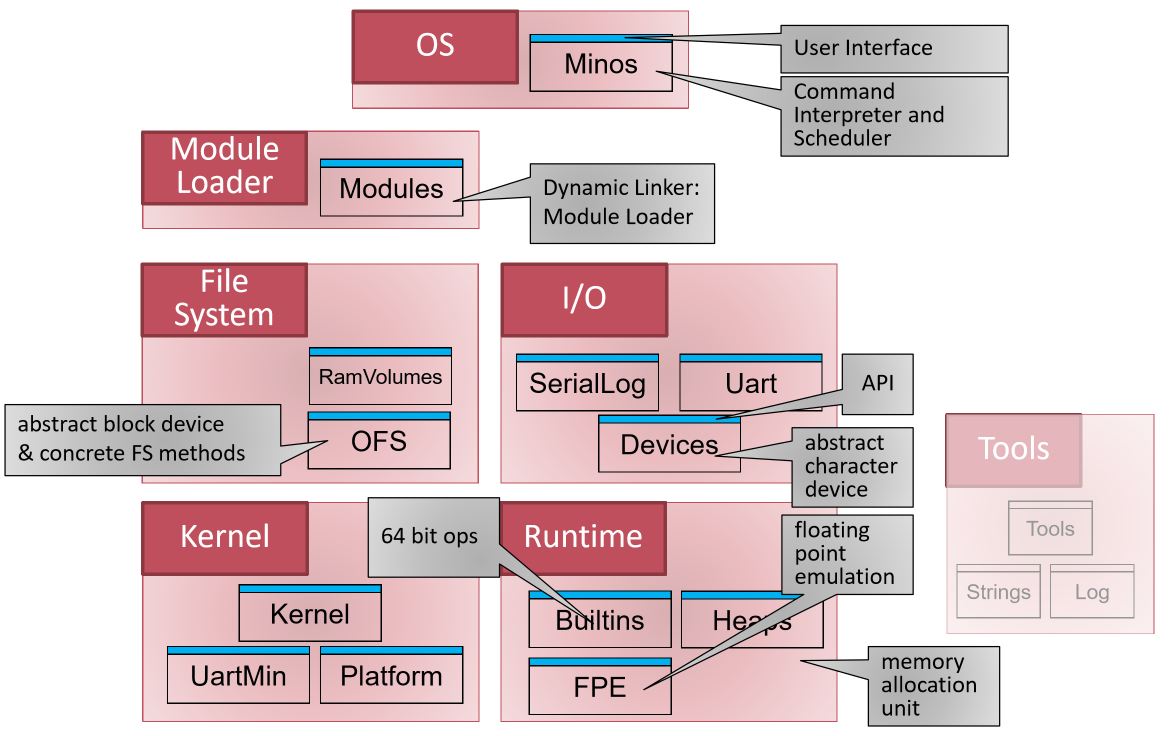 OS
Minos
User Interface
Command
Interpreter and
Scheduler
Module
Loader
Modules
Dynamic Linker:
Module Loader
File
System
RamVolumes
OFS
abstract block device
& concrete FS methods
I/O
SerialLog
Uart
Devices
API
abstract
character
device
Tools
Tools
Strings
Log
Kernel
Kernel
UartMin
Platform
64 bit ops
Runtime
Builtins
Heaps
FPE
floating
point
emulation
memory
allocation
unit